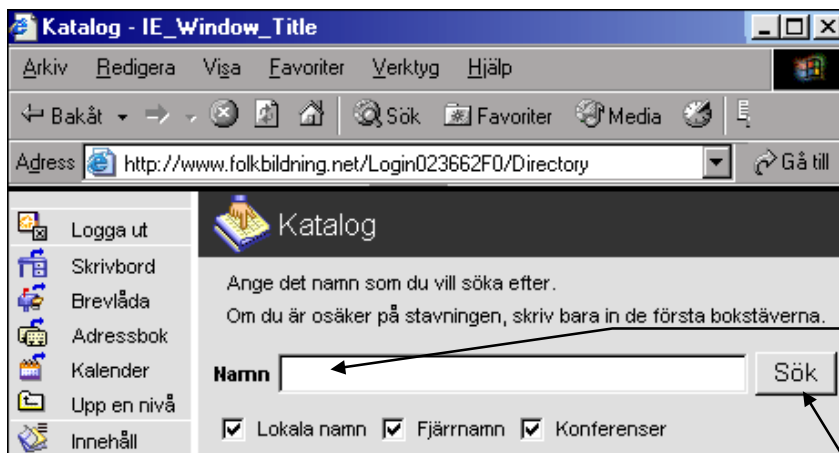 Katalog - IE_Window_Title
Arkiv Redigera Visa Favoriter Verktyg Hjälp
Bakåt Sök Favoriter Media
Adress http://www.folkbildning.net/Login023662F0/Directory Gå till
Logga ut
Skrivbord
Brevlåda
Adressbok
Kalender
Upp en nivå
Innehåll
Katalog
Ange det namn som du vill söka efter.
Om du är osäker på stavningen, skriv bara in de första bokstäverna.
Namn Sök
Lokala namn Fjärrnamn Konferenser